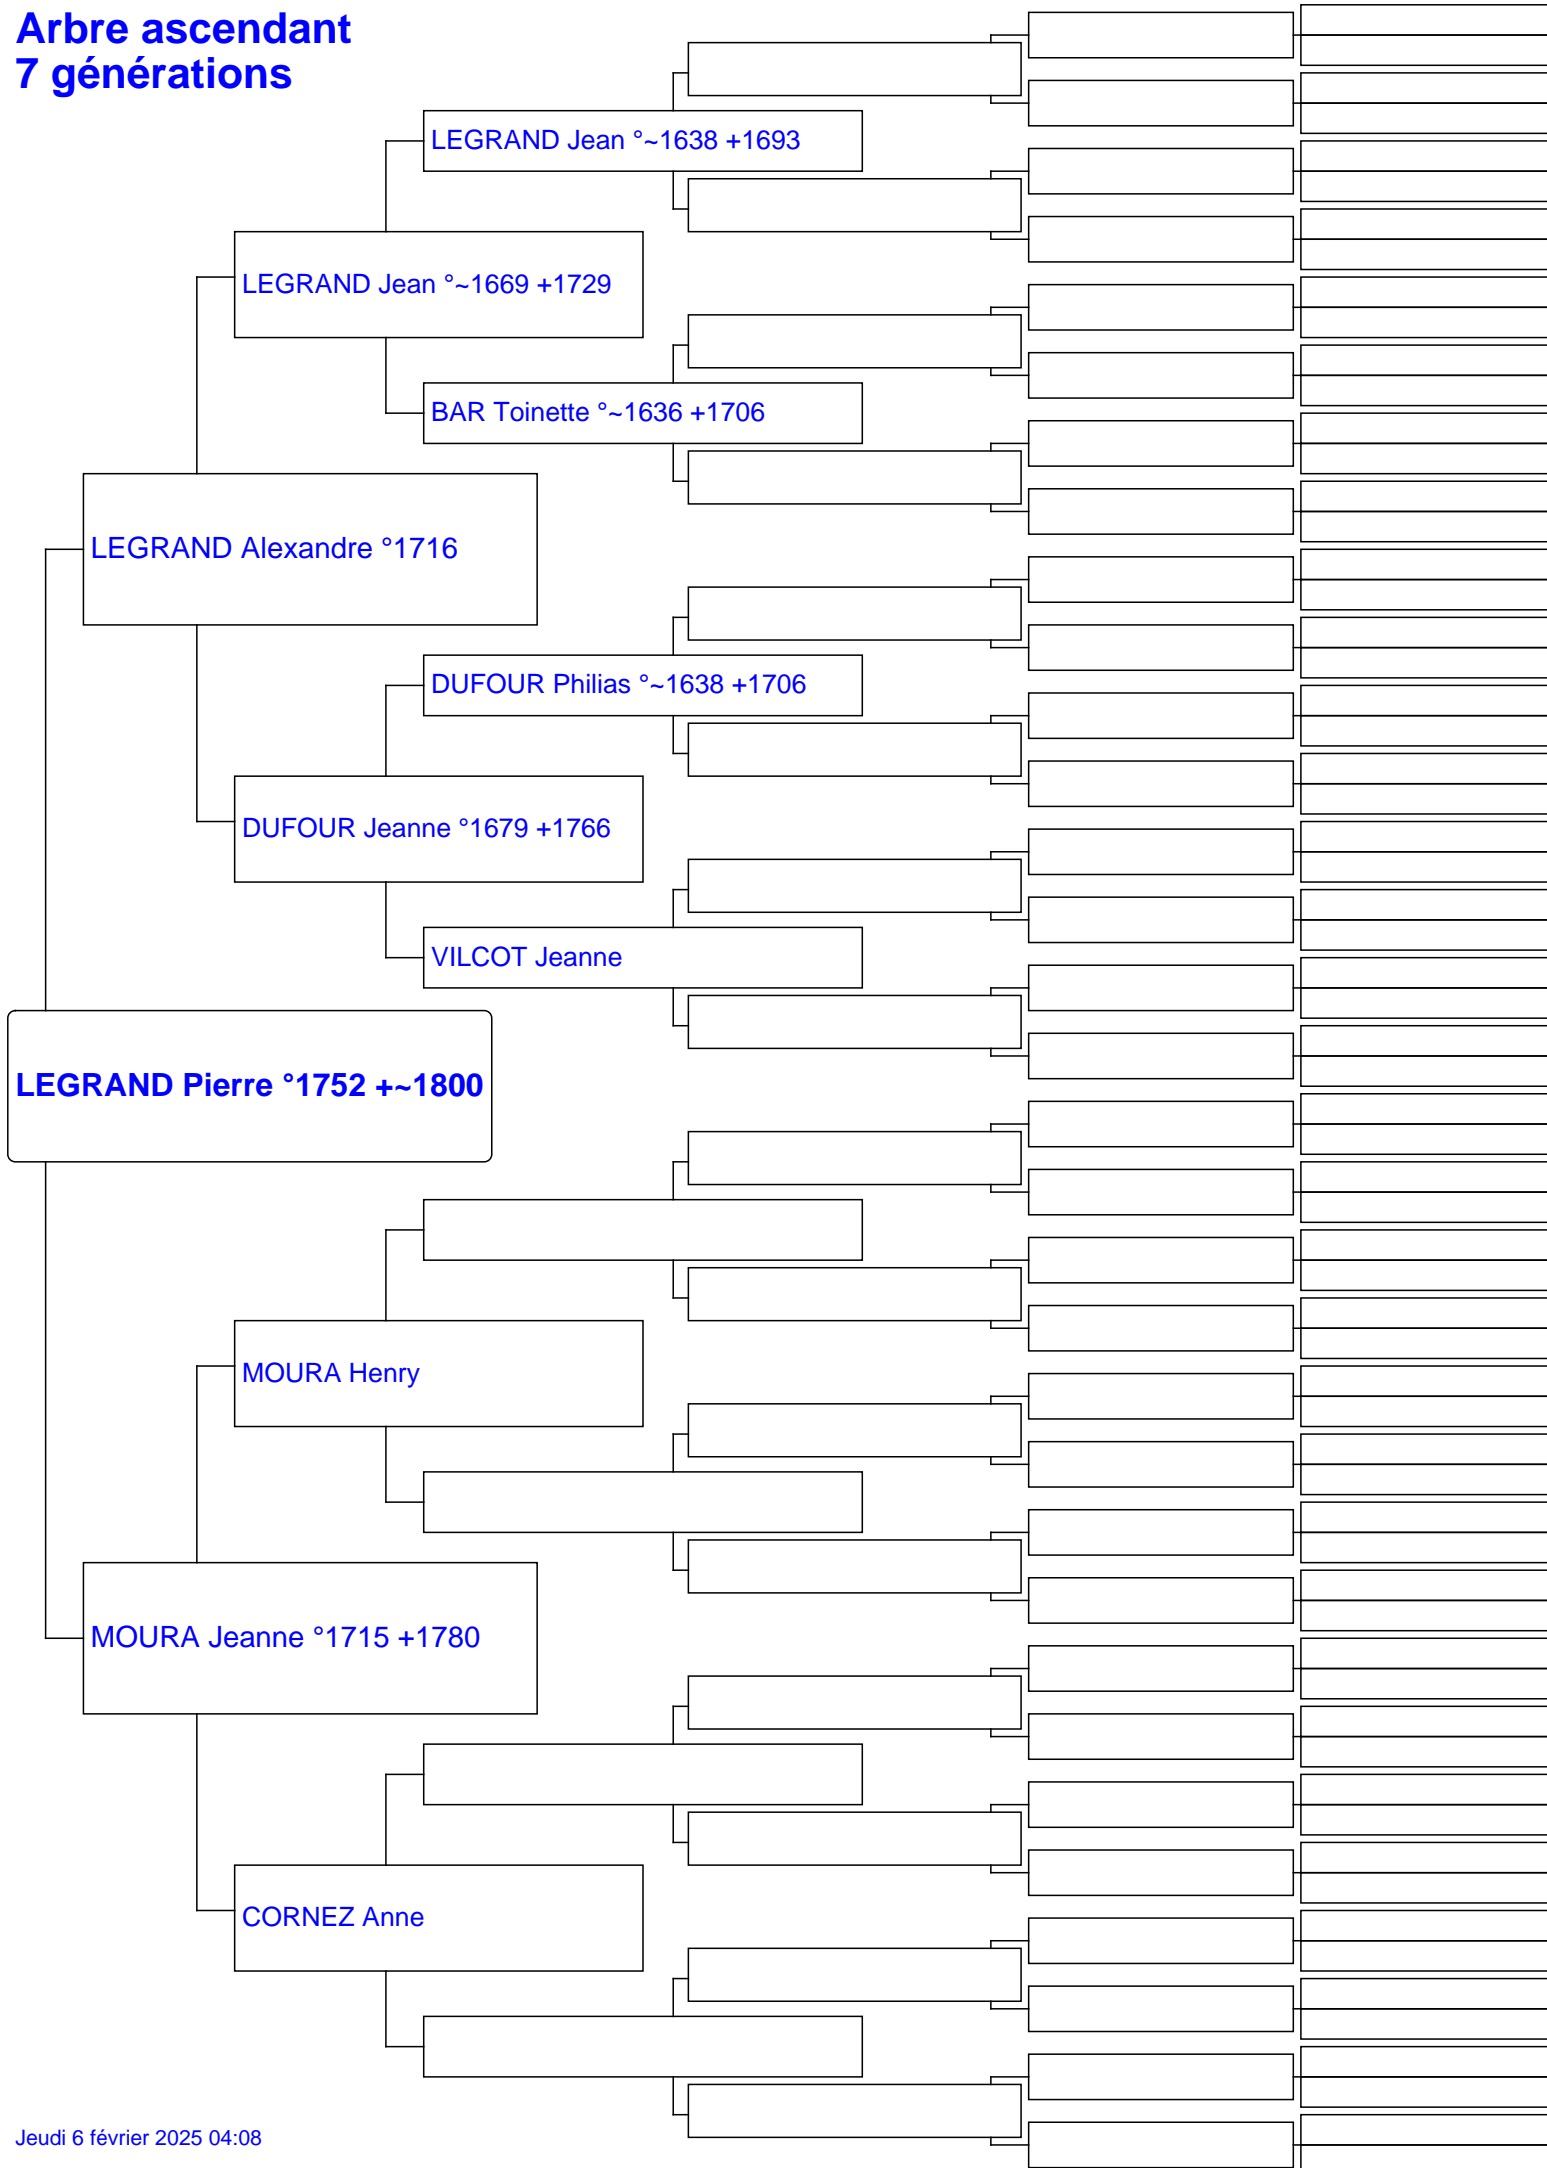 Arbre ascendant
7 générations
LEGRAND Jean °~1638 +1693
LEGRAND Jean °~1669 +1729
BAR Toinette °~1636 +1706
LEGRAND Alexandre °1716
DUFOUR Philias °~1638 +1706
DUFOUR Jeanne °1679 +1766
VILCOT Jeanne
LEGRAND Pierre °1752 +~1800
MOURA Henry
MOURA Jeanne °1715 +1780
CORNEZ Anne
Jeudi 6 février 2025 04:08